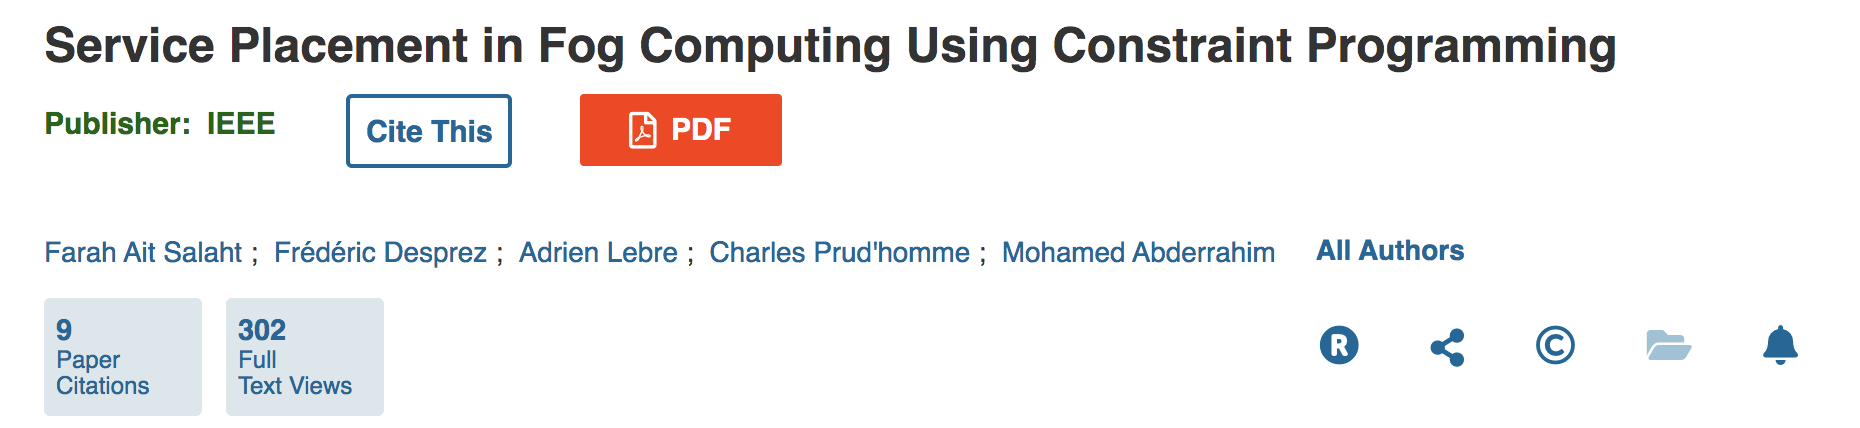 Service Placement in Fog Computing Using Constraint Programming
Publisher: IEEE
Cite This
PDF
Farah Ait Salaht ; Frédéric Desprez ; Adrien Lebre ; Charles Prud'homme ; Mohamed Abderrahim
All Authors
9
Paper
Citations
302
Full
Text Views
R
©